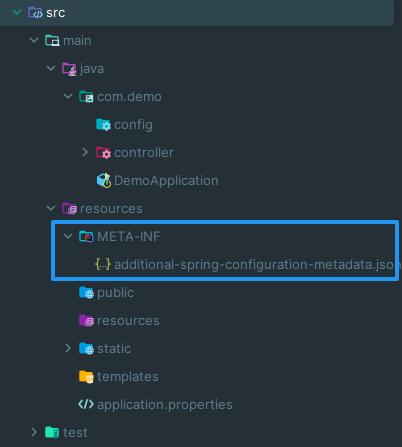 src
main
java
com.demo
config
controller
DemoApplication
resources
META-INF
{..} additional-spring-configuration-metadata.json
public
resources
static
templates
application.properties
test